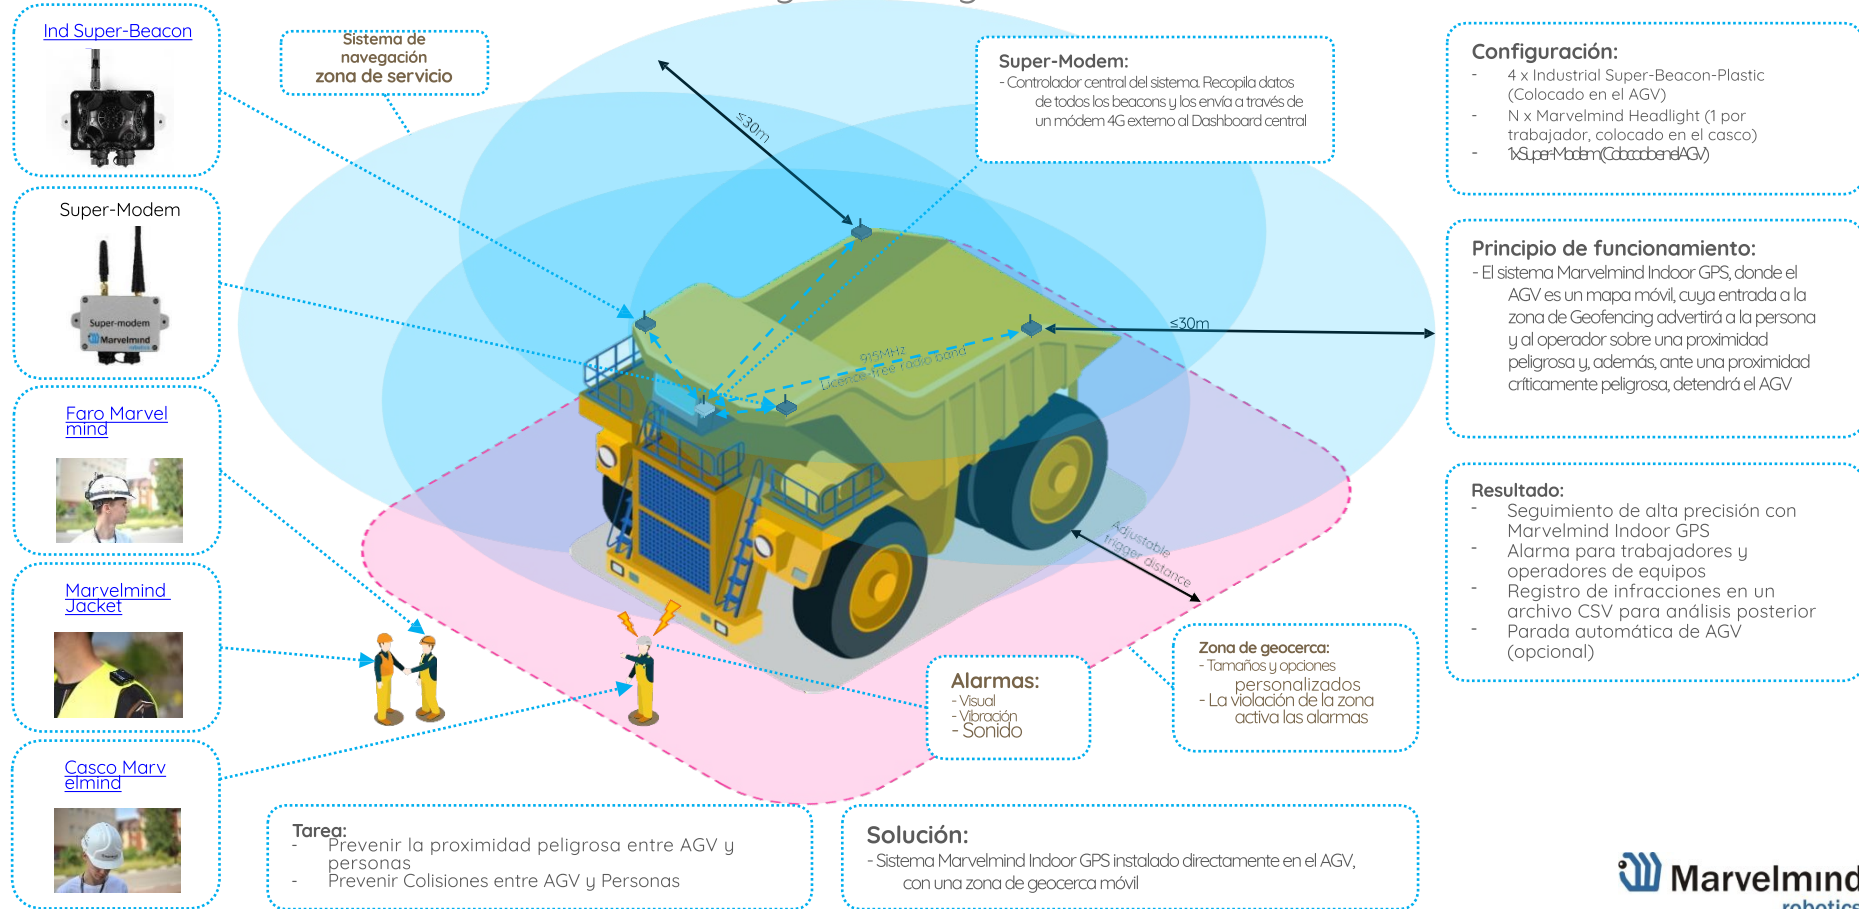 Ind Super-Beacon
Sistema de
navegación
zona de servicio
Super-Modem:
- Controlador central del sistema. Recopila datos
de todos los beacons y los envía a través de
un módem 4G externo al Dashboard central
Configuración:
- 4 x Industrial Super-Beacon-Plastic
(Colocado en el AGV)
- N x Marvelmind Headlight (1 por
trabajador, colocado en el casco)
- 1xSuper-Modem(ColocadoenelAGV)
Super-Modem
Super-modem
Marvelmind
robotics
≤30m
≤30m
915MHz
Licence-free radio band
Principio de funcionamiento:
- El sistema Marvelmind Indoor GPS, donde el
AGV es un mapa móvil, cuya entrada a la
zona de Geofencing advertirá a la persona
y al operador sobre una proximidad
peligrosa y, además, ante una proximidad
críticamente peligrosa, detendrá el AGV
Faro Marvel
mind
Resultado:
- Seguimiento de alta precisión con
Marvelmind Indoor GPS
- Alarma para trabajadores y
operadores de equipos
- Registro de infracciones en un
archivo CSV para análisis posterior
- Parada automática de AGV
(opcional)
Adjustable
trigger distance
Marvelmind
Jacket
Zona de geocerca:
- Tamaños y opciones
personalizados
- La violación de la zona
activa las alarmas
Alarmas:
- Visual
- Vibración
- Sonido
Casco Marv
elmind
Tarea:
- Prevenir la proximidad peligrosa entre AGV y
personas
- Prevenir Colisiones entre AGV y Personas
Solución:
- Sistema Marvelmind Indoor GPS instalado directamente en el AGV,
con una zona de geocerca móvil
Marvelmind
robotics